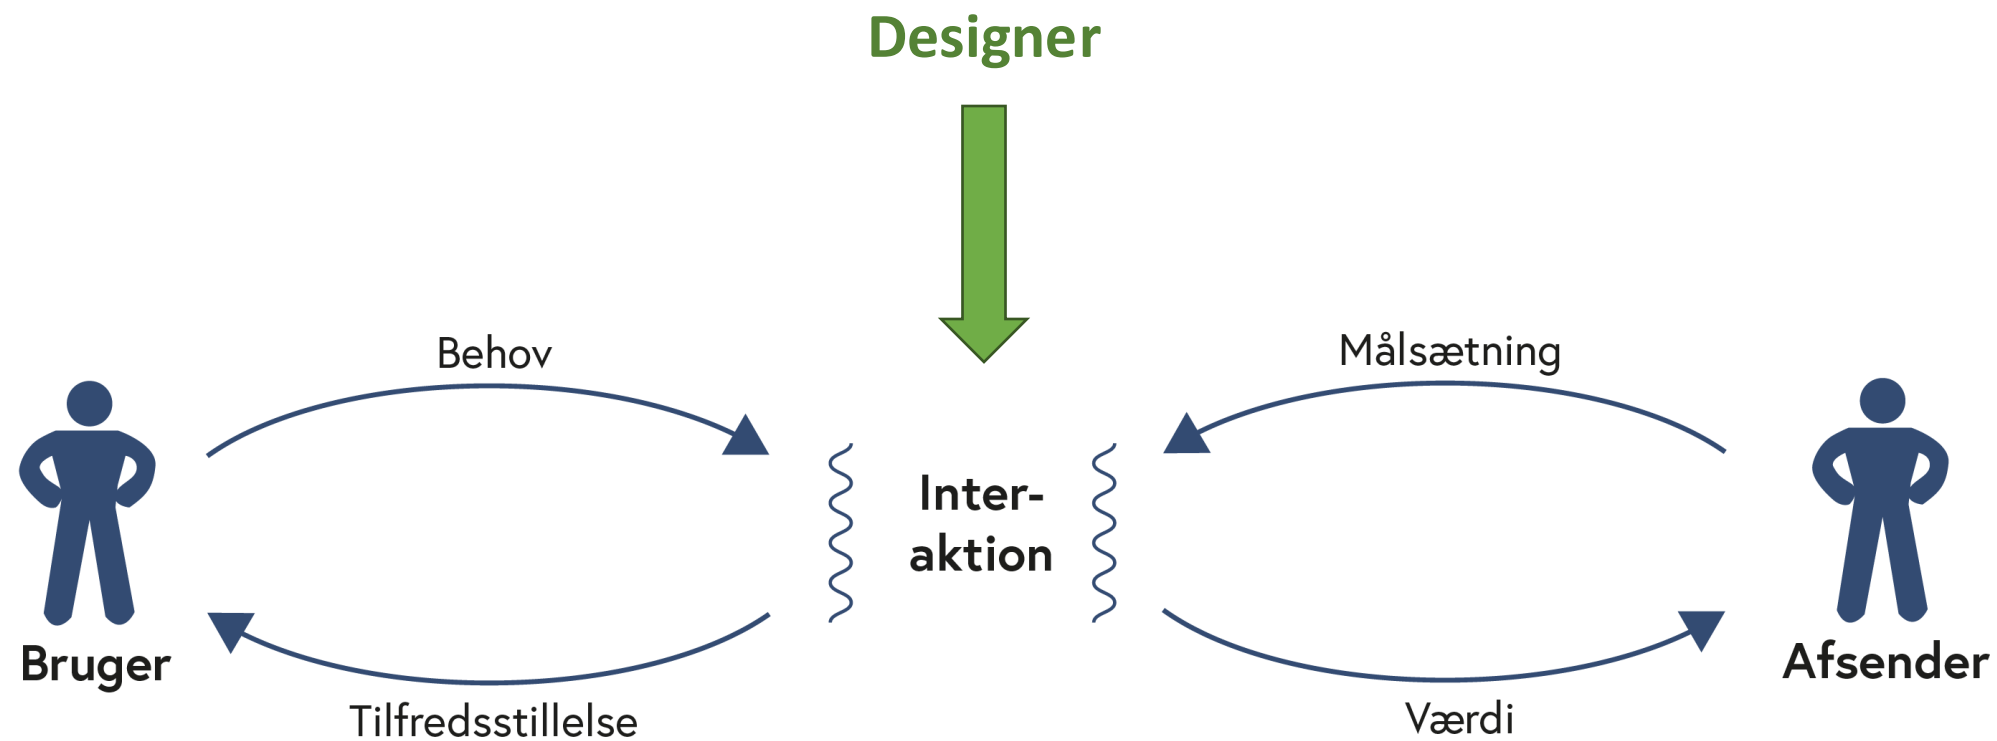 Designer
Behov
Målsætning
Inter-
aktion
Bruger
Afsender
Tilfredsstillelse
Værdi